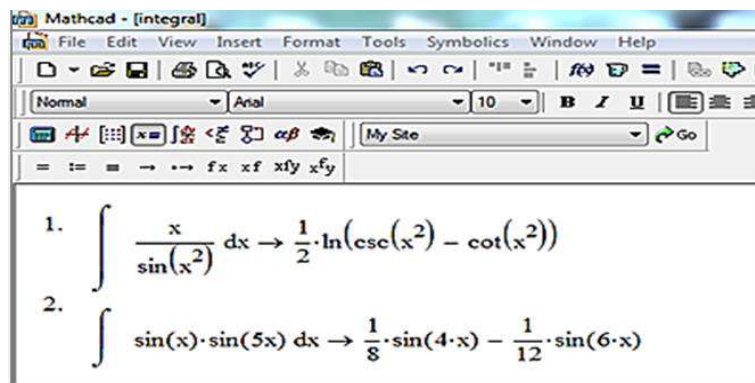 Mathcad - [integral]
File Edit View Insert Format Tools Symbolics Window Help
Normal Arial 10 B I U
My Site Go
= := ≡ → •→ fx xf xfy x^f y
1. ∫ x/sin(x²) dx → 1/2·ln(csc(x²) − cot(x²))
2. ∫ sin(x)·sin(5x) dx → 1/8·sin(4·x) − 1/12·sin(6·x)